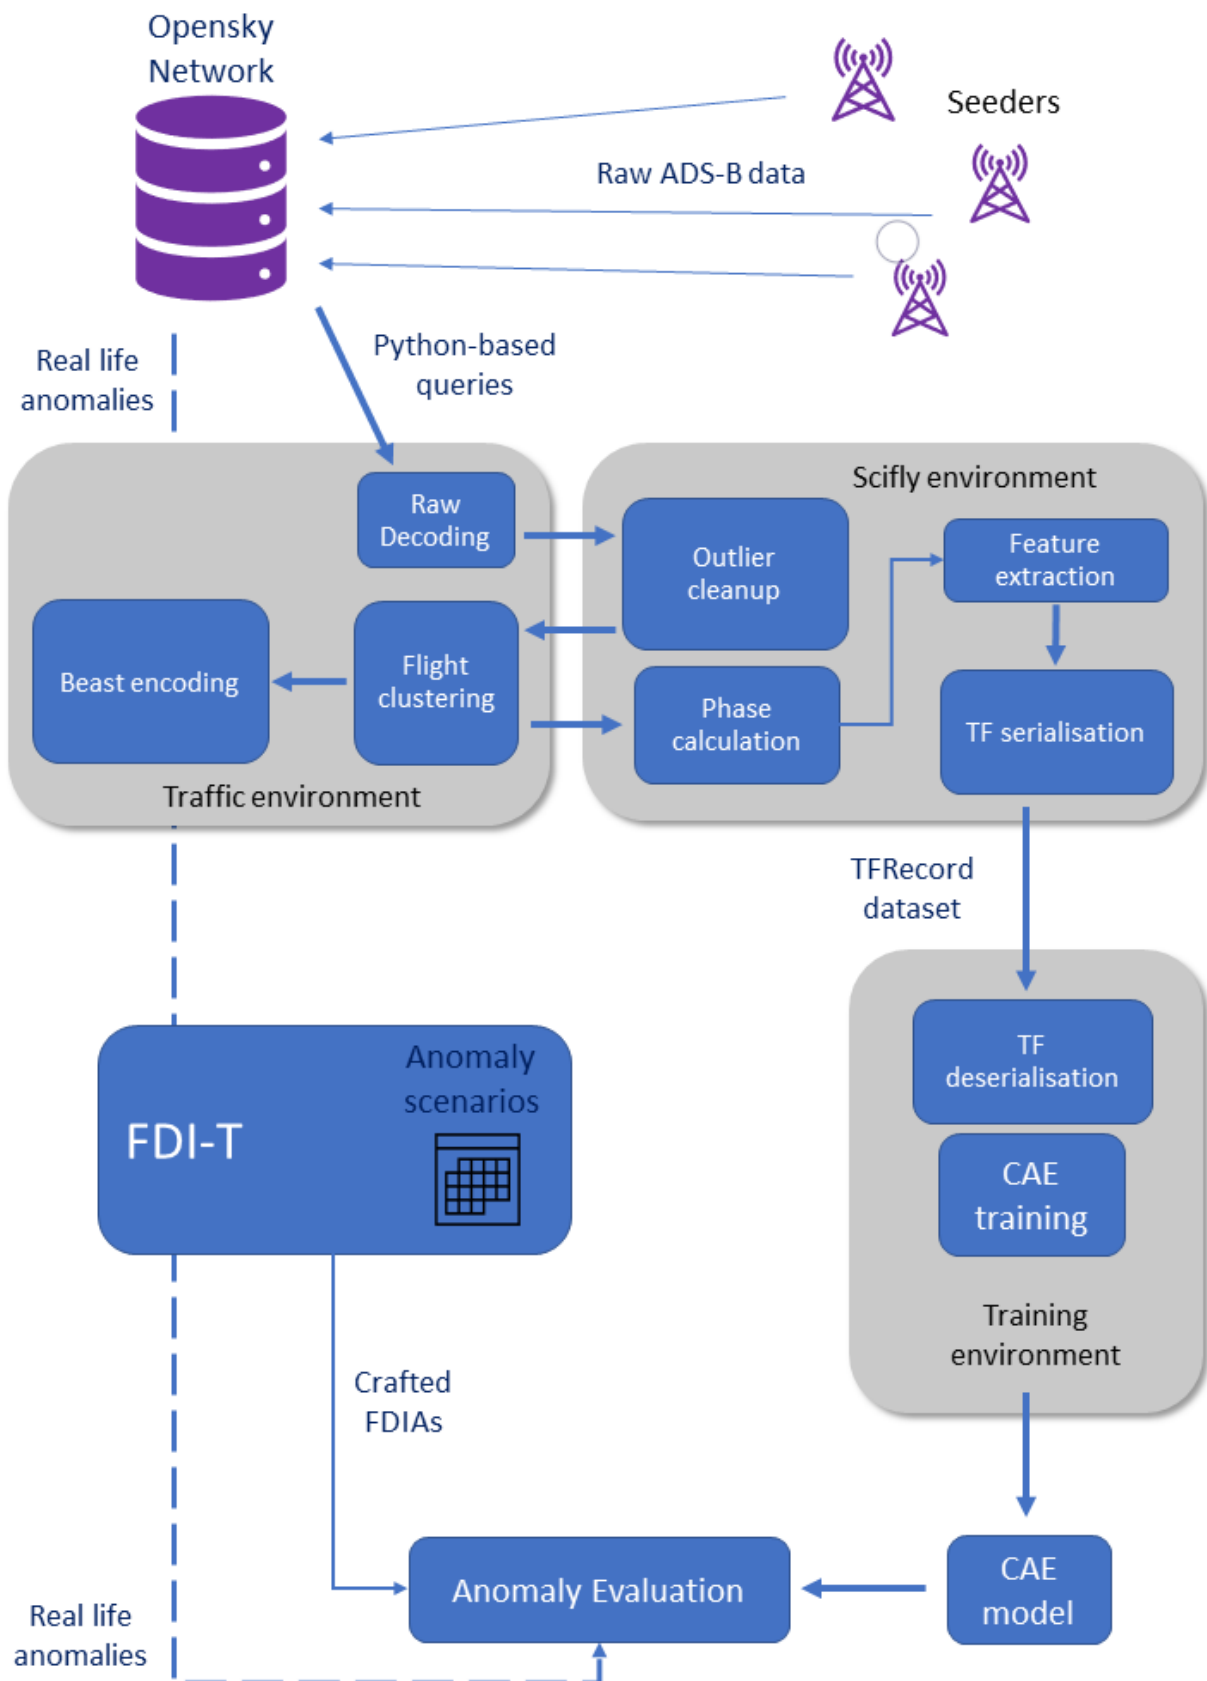 Opensky
Network
Seeders
Raw ADS-B data
Real life
anomalies
Python-based
queries
Raw
Decoding
Beast encoding
Flight
clustering
Traffic environment
Scifly environment
Outlier
cleanup
Feature
extraction
Phase
calculation
TF serialisation
TFRecord
dataset
FDI-T
Anomaly
scenarios
TF
deserialisation
CAE
training
Training
environment
Crafted
FDIAs
Anomaly Evaluation
CAE
model
Real life
anomalies